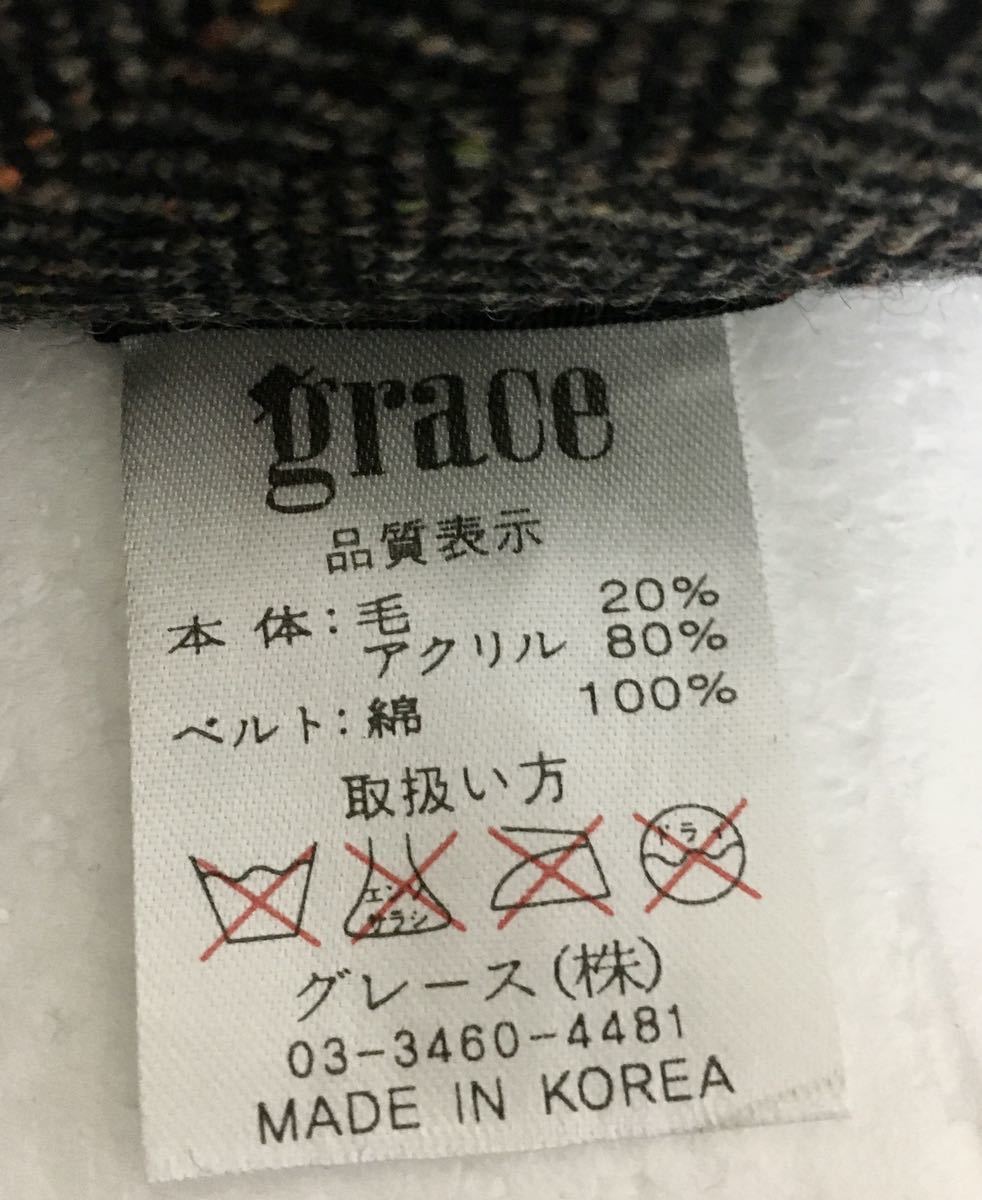 grace
品質表示
本体:毛 20%
アクリル 80%
ベルト:綿 100%
取扱い方
エンソ サラシ ドライ
グレース(株)
03-3460-4481
MADE IN KOREA